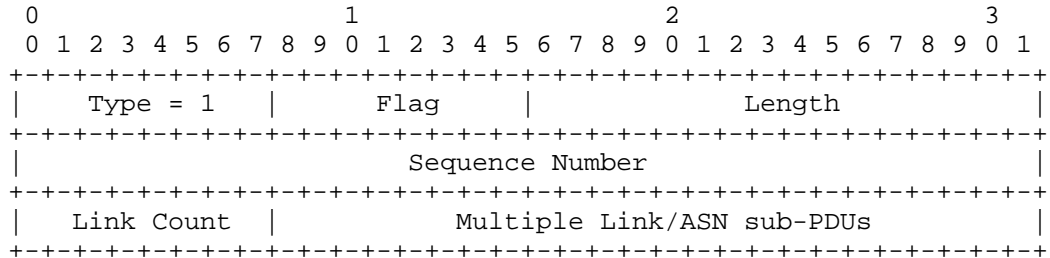 0                   1                   2                   3
 0 1 2 3 4 5 6 7 8 9 0 1 2 3 4 5 6 7 8 9 0 1 2 3 4 5 6 7 8 9 0 1
+-+-+-+-+-+-+-+-+-+-+-+-+-+-+-+-+-+-+-+-+-+-+-+-+-+-+-+-+-+-+-+-+
|    Type = 1   |      Flag     |             Length            |
+-+-+-+-+-+-+-+-+-+-+-+-+-+-+-+-+-+-+-+-+-+-+-+-+-+-+-+-+-+-+-+-+
|                        Sequence Number                        |
+-+-+-+-+-+-+-+-+-+-+-+-+-+-+-+-+-+-+-+-+-+-+-+-+-+-+-+-+-+-+-+-+
|   Link Count  |           Multiple Link/ASN sub-PDUs          |
+-+-+-+-+-+-+-+-+-+-+-+-+-+-+-+-+-+-+-+-+-+-+-+-+-+-+-+-+-+-+-+-+